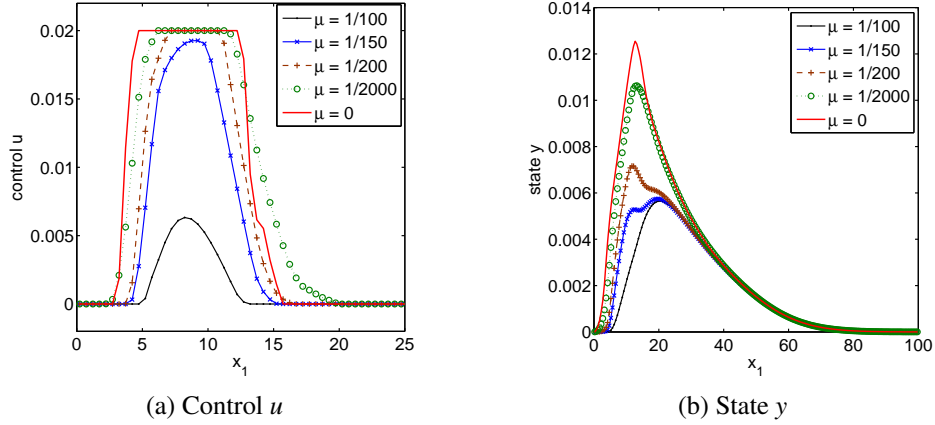 0.02
0.015
0.01
0.005
0
control u
0
5
10
15
20
25
x_1
μ = 1/100
μ = 1/150
μ = 1/200
μ = 1/2000
μ = 0
(a) Control u
0.014
0.012
0.01
0.008
0.006
0.004
0.002
0
state y
0
20
40
60
80
100
x_1
μ = 1/100
μ = 1/150
μ = 1/200
μ = 1/2000
μ = 0
(b) State y